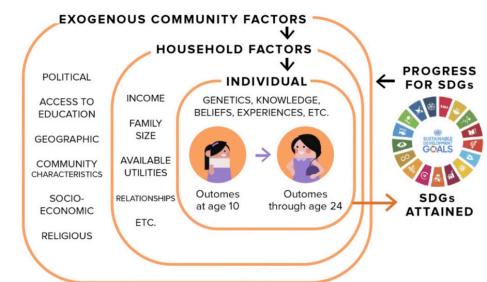 EXOGENOUS COMMUNITY FACTORS
HOUSEHOLD FACTORS
INDIVIDUAL
POLITICAL
ACCESS TO
EDUCATION
GEOGRAPHIC
COMMUNITY
CHARACTERISTICS
SOCIO-
ECONOMIC
RELIGIOUS
INCOME
FAMILY
SIZE
AVAILABLE
UTILITIES
RELATIONSHIPS
ETC.
GENETICS, KNOWLEDGE,
BELIEFS, EXPERIENCES, ETC.
Outomes
at age 10
Outcomes
through age 24
PROGRESS
FOR SDGs
SUSTAINABLE
DEVELOPMENT
GOALS
SDGs
ATTAINED